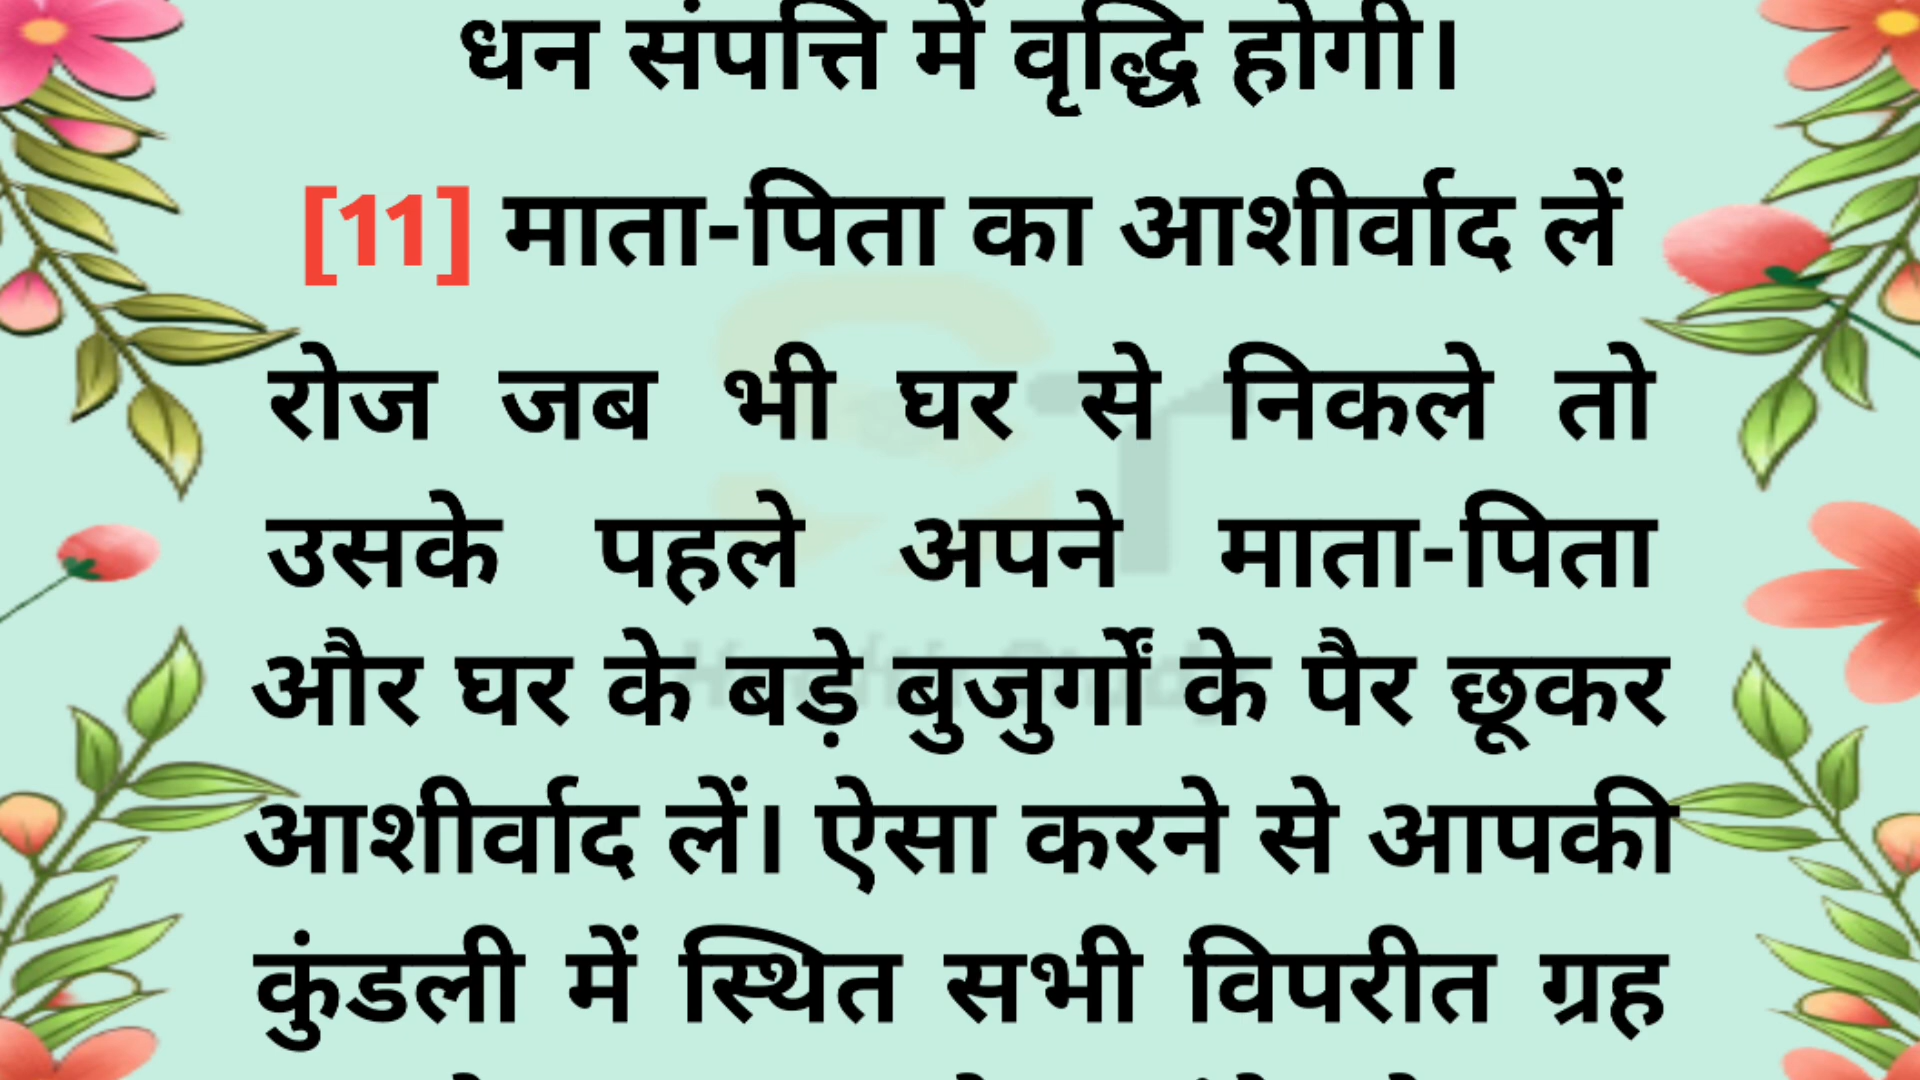 धन संपत्ति में वृद्धि होगी।
[11] माता-पिता का आशीर्वाद लें
रोज जब भी घर से निकले तो
उसके पहले अपने माता-पिता
और घर के बड़े बुजुर्गों के पैर छूकर
आशीर्वाद लें। ऐसा करने से आपकी
कुंडली में स्थित सभी विपरीत ग्रह